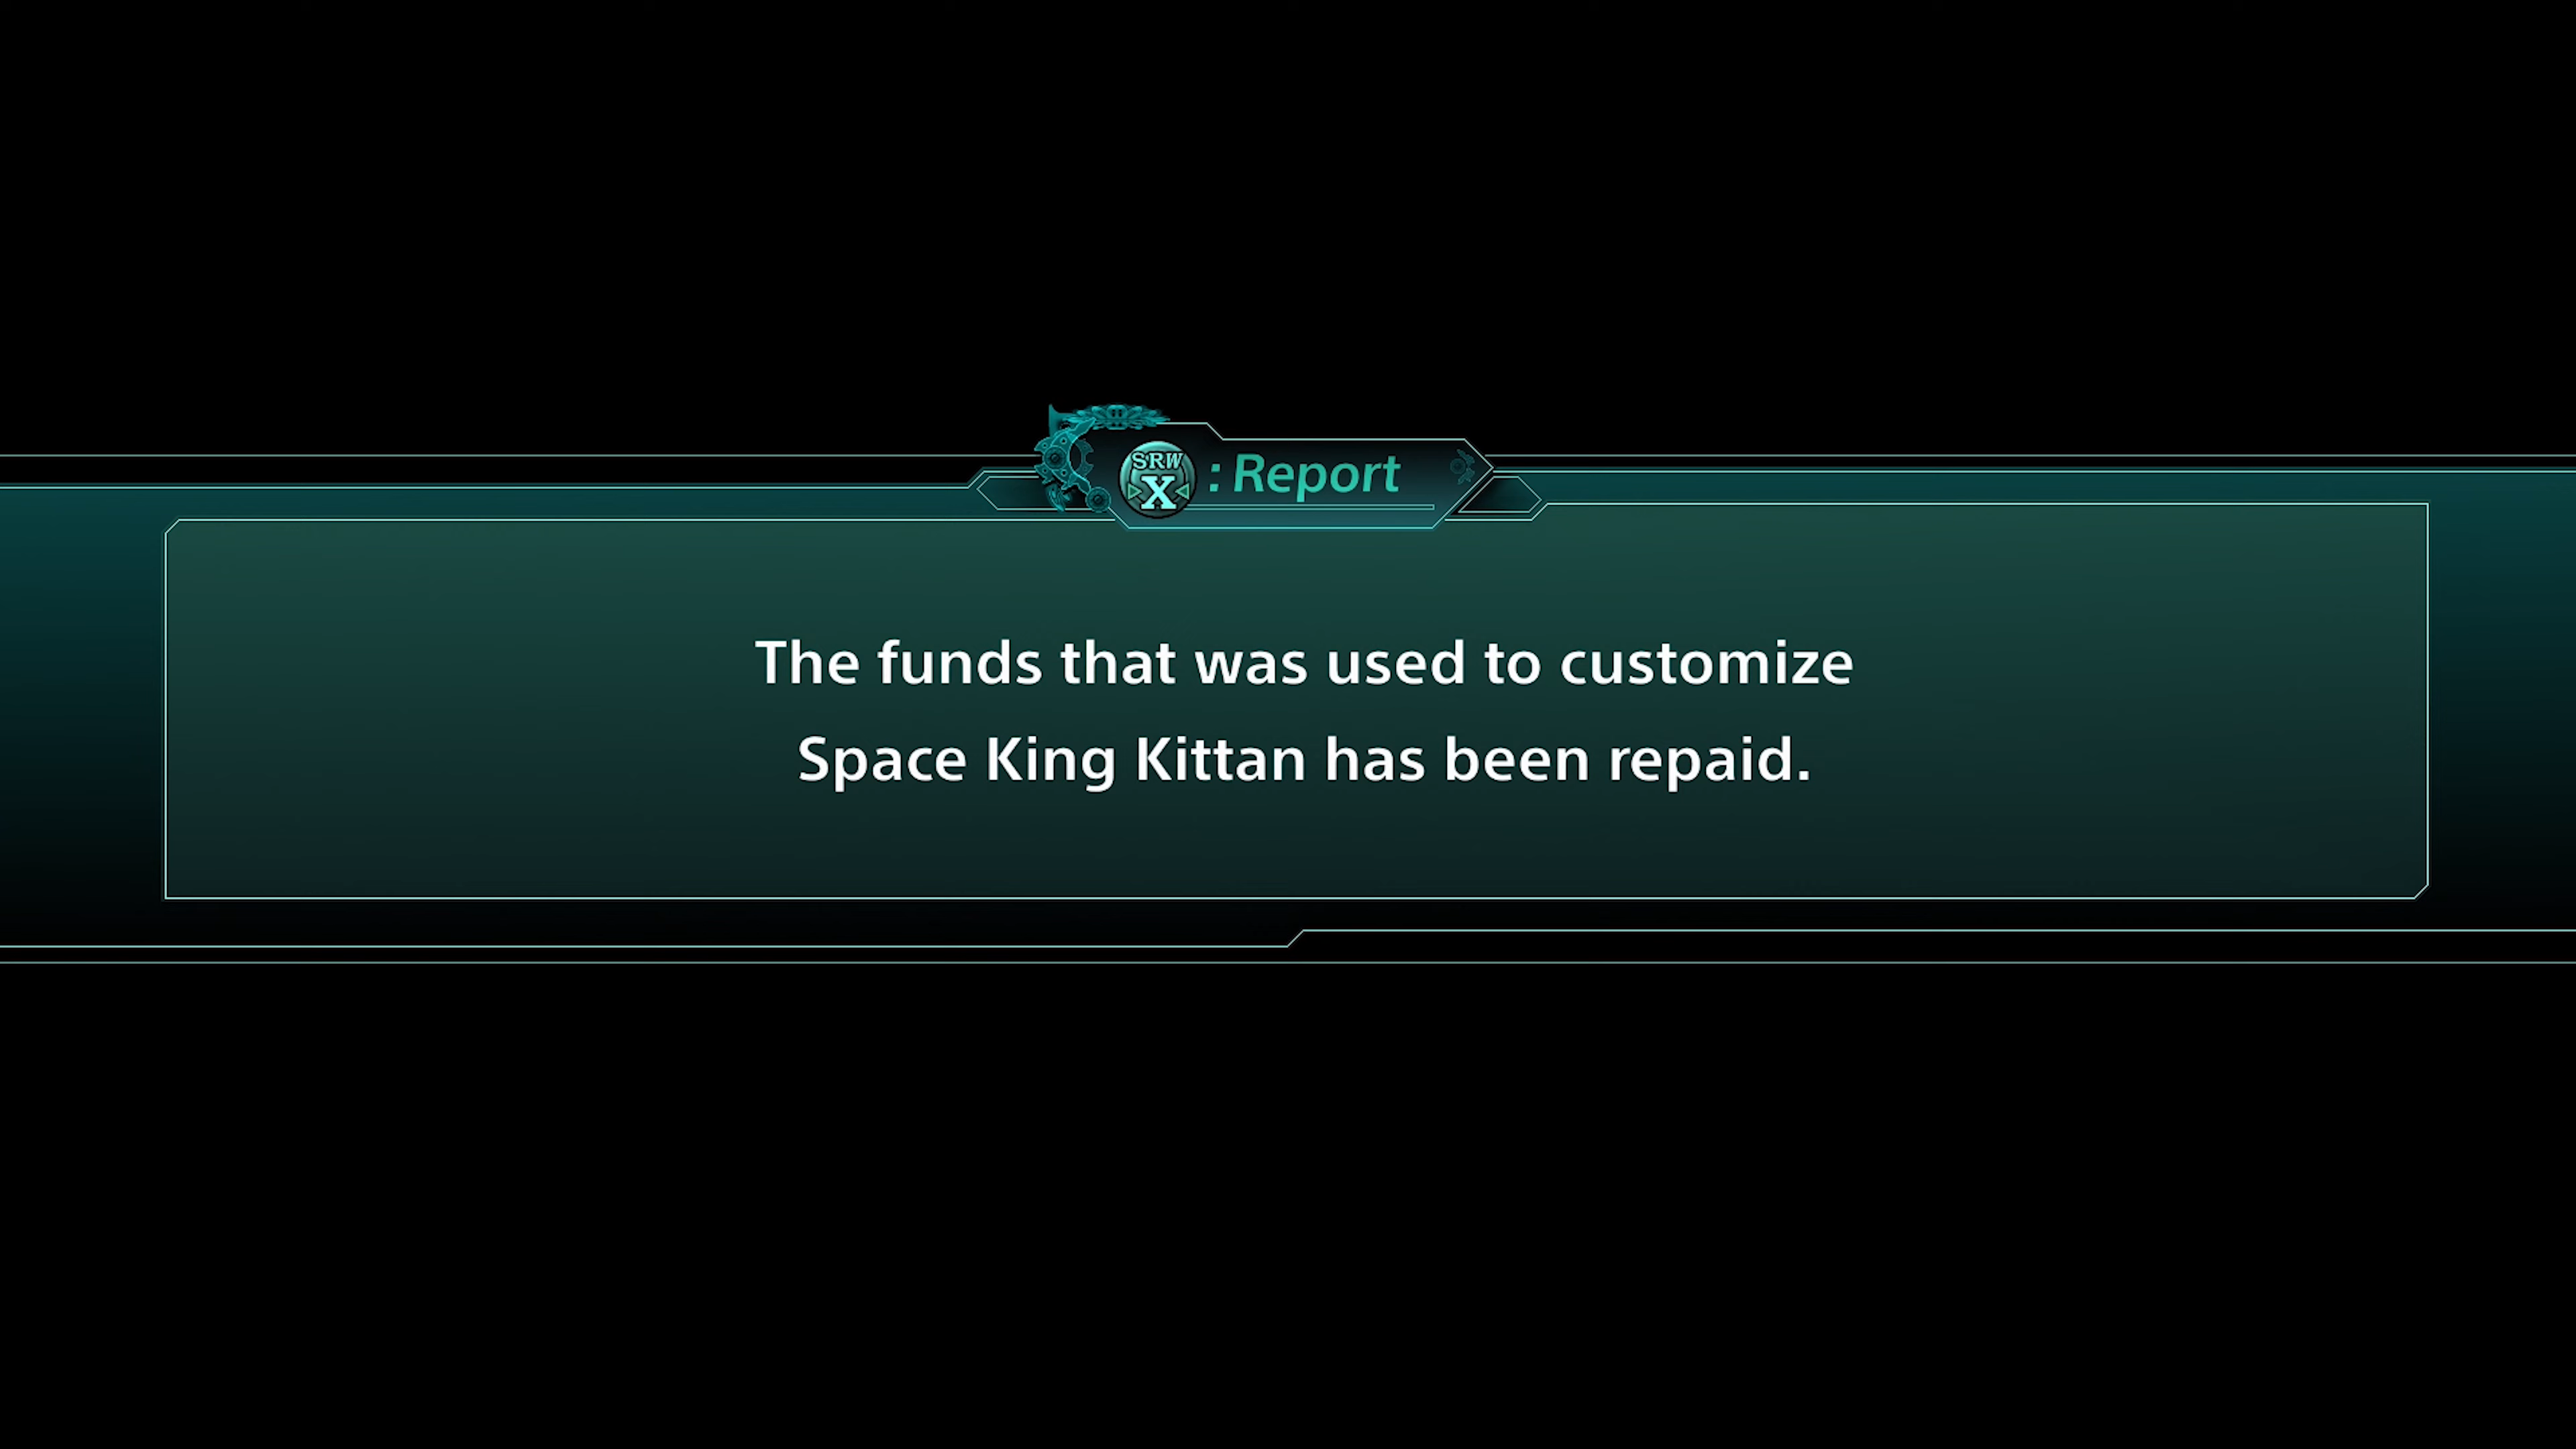 SRW
X
: Report
The funds that was used to customize
Space King Kittan has been repaid.